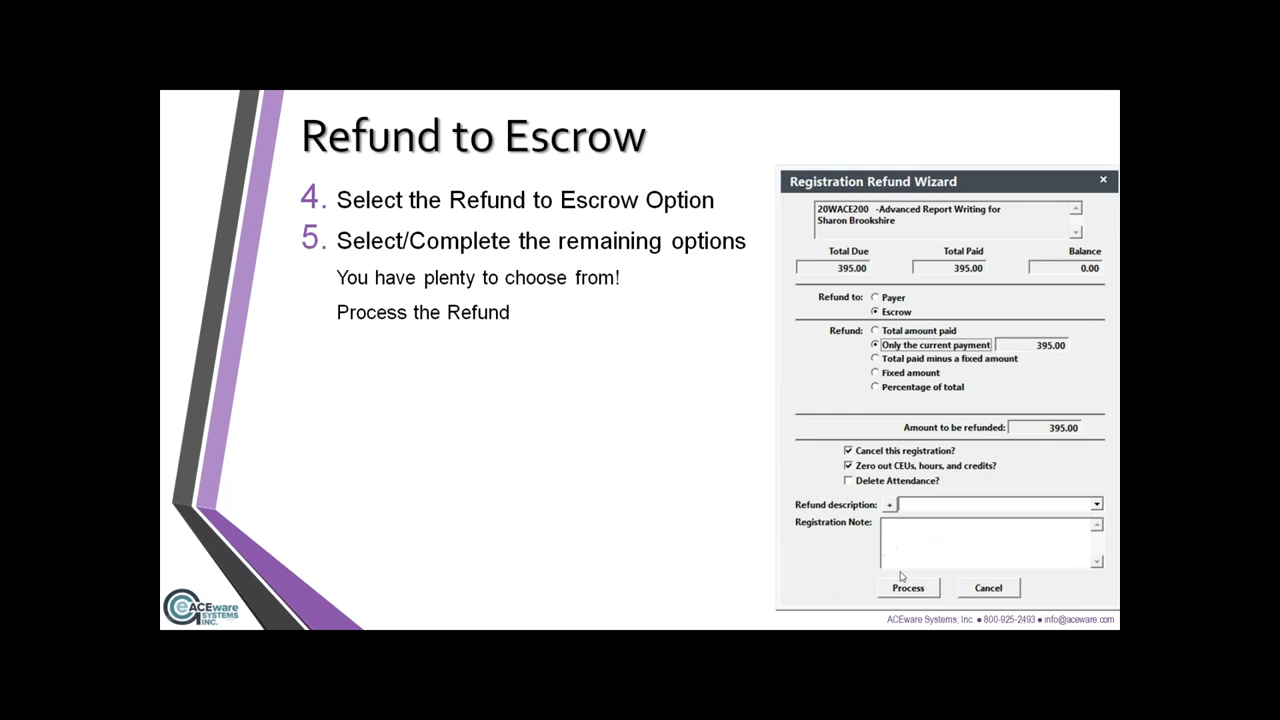 Refund to Escrow
4. Select the Refund to Escrow Option
5. Select/Complete the remaining options
You have plenty to choose from!
Process the Refund
Registration Refund Wizard
20WACE200 -Advanced Report Writing for
Sharon Brookshire
Total Due Total Paid Balance
395.00 395.00 0.00
Refund to: Payer
Escrow
Refund: Total amount paid
Only the current payment 395.00
Total paid minus a fixed amount
Fixed amount
Percentage of total
Amount to be refunded: 395.00
Cancel this registration?
Zero out CEUs, hours, and credits?
Delete Attendance?
Refund description: +
Registration Note:
Process Cancel
ACEware
SYSTEMS
INC.
ACEware Systems, Inc. ● 800-925-2493 ● info@aceware.com